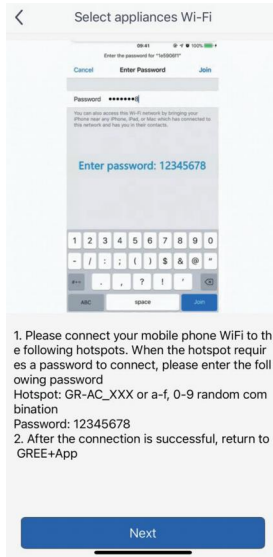 Select appliances Wi-Fi
09:41 100%
Enter the password for "1e5906f1"
Cancel Enter Password Join
Password
You can also access this Wi-Fi network by bringing your
iPhone near any iPhone, iPad, or Mac which has connected to
this network and has you in their contacts.
Enter password: 12345678
1 2 3 4 5 6 7 8 9 0
- / : ; ( ) $ & @ "
#+= . , ? ! '
ABC space Join
1. Please connect your mobile phone WiFi to th
e following hotspots. When the hotspot requir
es a password to connect, please enter the foll
owing password
Hotspot: GR-AC_XXX or a-f, 0-9 random com
bination
Password: 12345678
2. After the connection is successful, return to
GREE+App
Next